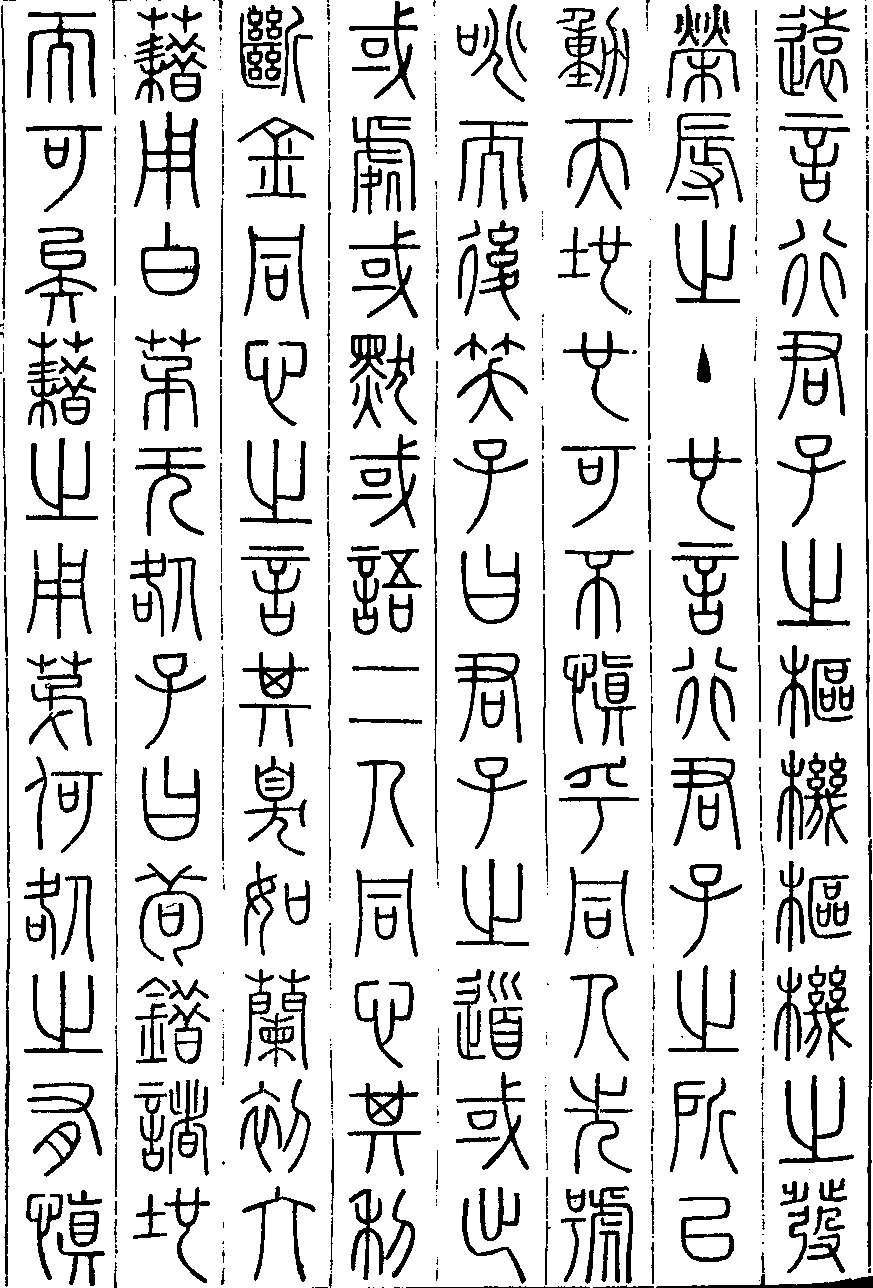 遠言行君子之樞機樞機之發
榮辱之丶也言行君子之所以
動天地也可不愼乎同人先號
咷而後笑子曰君子之道或出
或處或默或語二人同心其利
斷金同心之言其臭如蘭初六
藉用白茅无咎子曰苟錯諸地
而可矣藉之用茅何咎之有愼